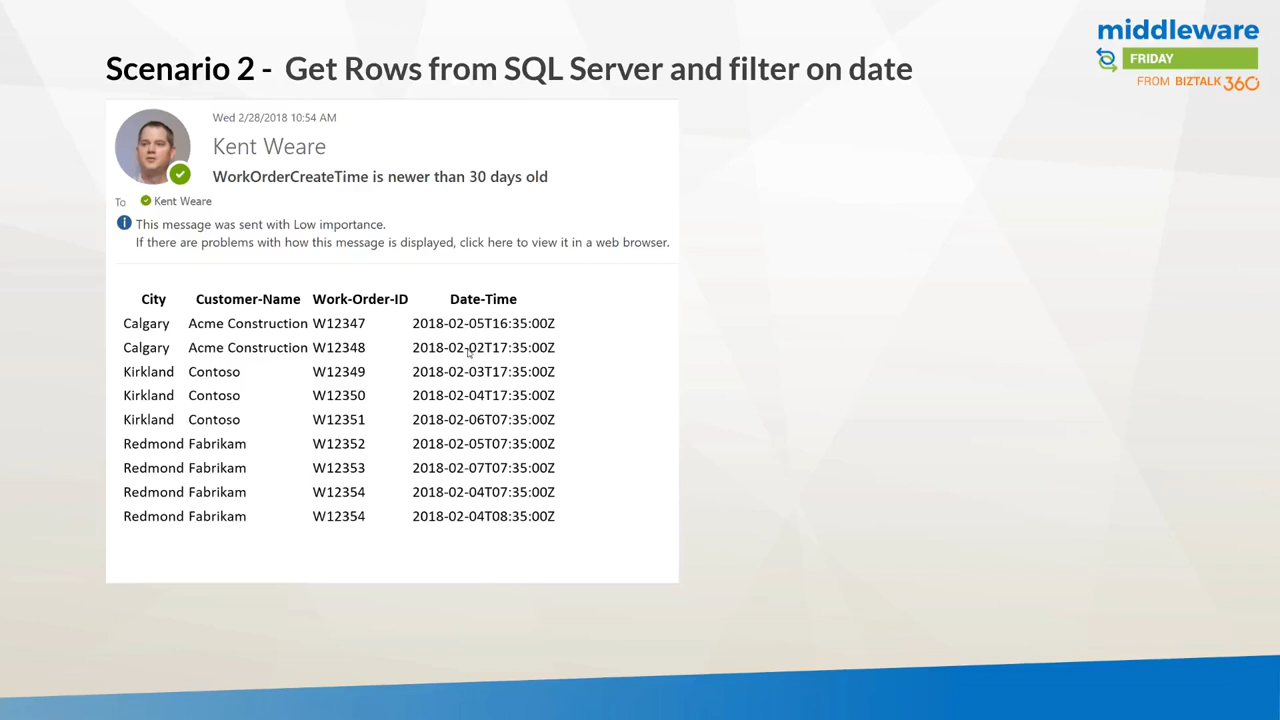 Scenario 2 - Get Rows from SQL Server and filter on date
middleware
FRIDAY
FROM BIZTALK360
Wed 2/28/2018 10:54 AM
Kent Weare
WorkOrderCreateTime is newer than 30 days old
To Kent Weare
This message was sent with Low importance.
If there are problems with how this message is displayed, click here to view it in a web browser.
City Customer-Name Work-Order-ID Date-Time
Calgary Acme Construction W12347 2018-02-05T16:35:00Z
Calgary Acme Construction W12348 2018-02-02T17:35:00Z
Kirkland Contoso W12349 2018-02-03T17:35:00Z
Kirkland Contoso W12350 2018-02-04T17:35:00Z
Kirkland Contoso W12351 2018-02-06T07:35:00Z
Redmond Fabrikam W12352 2018-02-05T07:35:00Z
Redmond Fabrikam W12353 2018-02-07T07:35:00Z
Redmond Fabrikam W12354 2018-02-04T07:35:00Z
Redmond Fabrikam W12354 2018-02-04T08:35:00Z